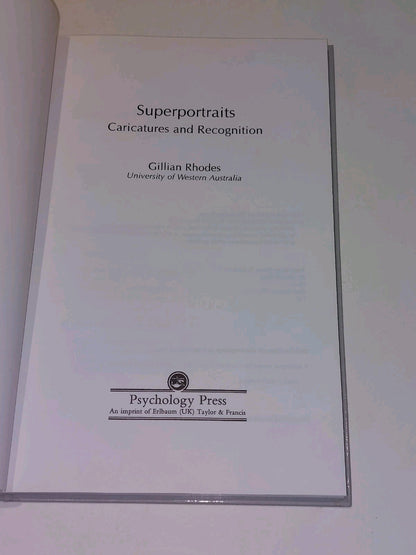 Superportraits
Caricatures and Recognition
Gillian Rhodes
University of Western Australia
Psychology Press
An imprint of Erlbaum (UK) Taylor & Francis